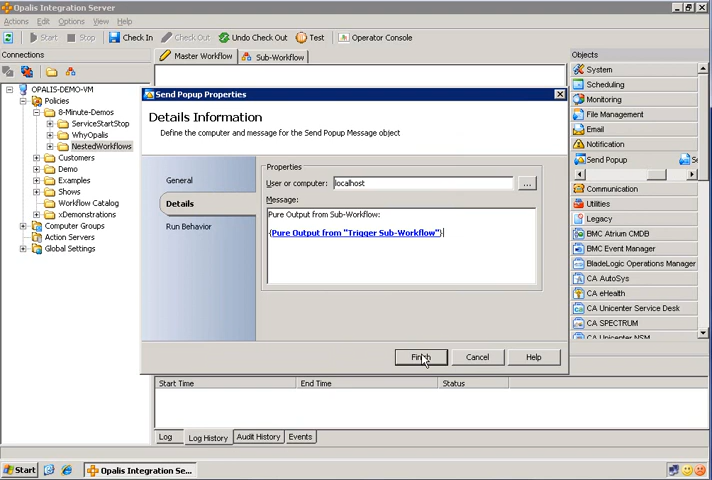 Opalis Integration Server
Actions Edit Options View Help
Start Stop Check In Check Out Undo Check Out Test Operator Console
Connections
Master Workflow Sub-Workflow
Objects
OPALIS-DEMO-VM
Policies
8-Minute-Demos
ServiceStartStop
WhyOpalis
NestedWorkflows
Customers
Demo
Examples
Shows
Workflow Catalog
xDemonstrations
Computer Groups
Action Servers
Global Settings
Send Popup Properties
Details Information
Define the computer and message for the Send Popup Message object
General
Details
Run Behavior
Properties
User or computer: localhost ...
Message:
Pure Output from Sub-Workflow:
{Pure Output from "Trigger Sub-Workflow"}
Finish Cancel Help
System
Scheduling
Monitoring
File Management
Email
Notification
Send Popup
Communication
Utilities
Legacy
BMC Atrium CMDB
BMC Event Manager
BladeLogic Operations Manager
CA AutoSys
CA eHealth
CA Unicenter Service Desk
CA SPECTRUM
CA Unicenter NSM
Start Time End Time Status
Log Log History Audit History Events
Start Opalis Integration Se...